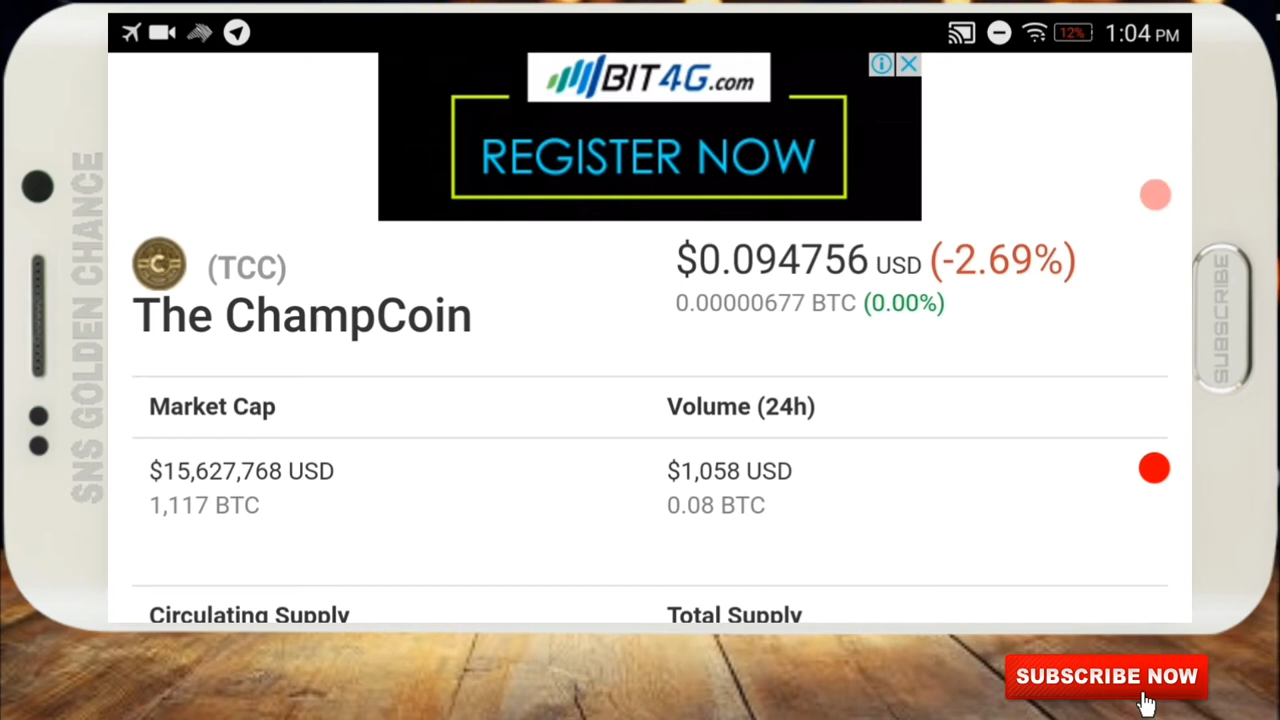 12% 1:04 PM
BIT4G.com
REGISTER NOW
(TCC)
The ChampCoin
$0.094756 USD (-2.69%)
0.00000677 BTC (0.00%)
Market Cap
Volume (24h)
$15,627,768 USD
1,117 BTC
$1,058 USD
0.08 BTC
Circulating Supply
Total Supply
SNS GOLDEN CHANCE
SUBSCRIBE
SUBSCRIBE NOW